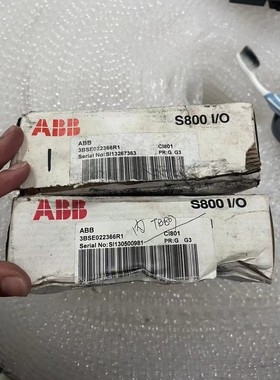 ABB
S800 I/O
ABB
3BSE022366R1
CI801
Serial No: SI13267363
PR:G G3
ABB
S800 I/O
ABB
3BSE022366R1
CI801
Serial No: SI130500981
PR:G G3